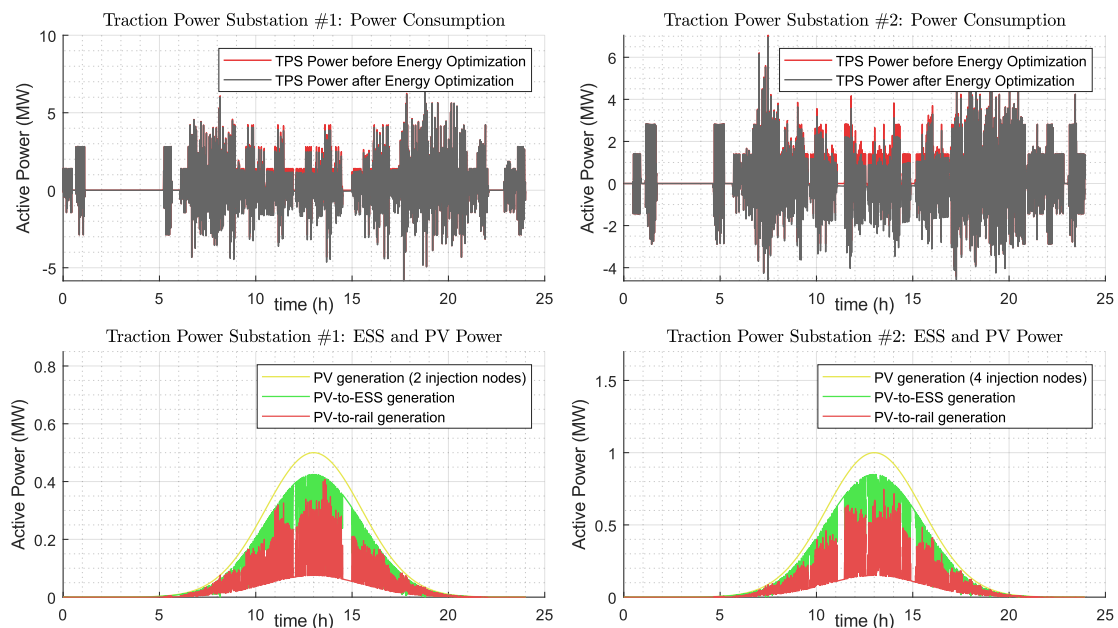 Traction Power Substation #1: Power Consumption
10
5
0
-5
Active Power (MW)
TPS Power before Energy Optimization
TPS Power after Energy Optimization
0 5 10 15 20 25
time (h)
Traction Power Substation #2: Power Consumption
6
4
2
0
-2
-4
Active Power (MW)
TPS Power before Energy Optimization
TPS Power after Energy Optimization
0 5 10 15 20 25
time (h)
Traction Power Substation #1: ESS and PV Power
0.8
0.6
0.4
0.2
0
Active Power (MW)
PV generation (2 injection nodes)
PV-to-ESS generation
PV-to-rail generation
0 5 10 15 20 25
time (h)
Traction Power Substation #2: ESS and PV Power
1.5
1
0.5
0
Active Power (MW)
PV generation (4 injection nodes)
PV-to-ESS generation
PV-to-rail generation
0 5 10 15 20 25
time (h)